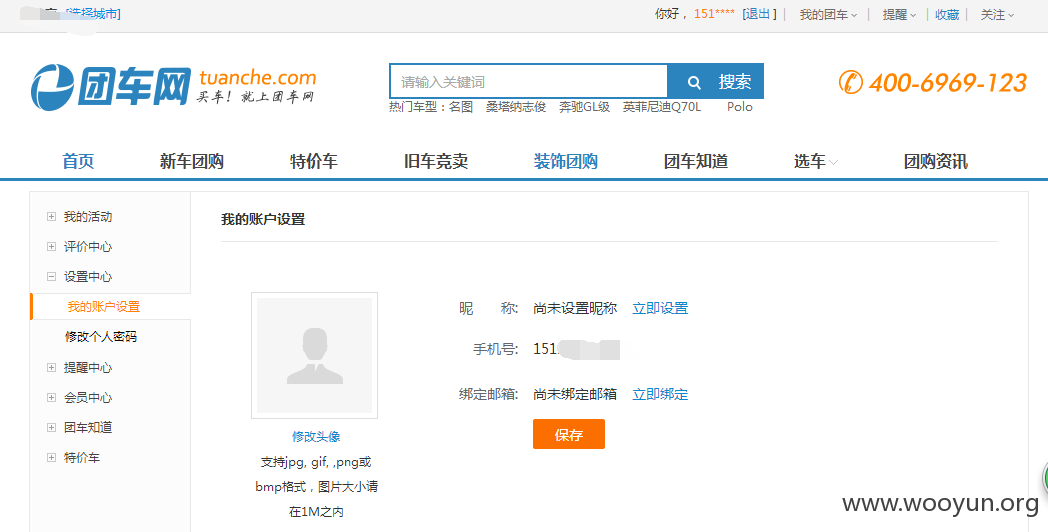 [选择城市] 你好， 151**** [退出] | 我的团车 | 提醒 | 收藏 | 关注
团车网 tuanche.com
买车！就上团车网
请输入关键词 搜索
400-6969-123
热门车型：名图 桑塔纳志俊 奔驰GL级 英菲尼迪Q70L Polo
首页 新车团购 特价车 旧车竞卖 装饰团购 团车知道 选车 团购资讯
我的活动
评价中心
设置中心
我的账户设置
修改个人密码
提醒中心
会员中心
团车知道
特价车
我的账户设置
昵 称: 尚未设置昵称 立即设置
手机号: 151
绑定邮箱: 尚未绑定邮箱 立即绑定
保存
修改头像
支持jpg, gif, ,png或
bmp格式，图片大小请
在1M之内
www.wooyun.org